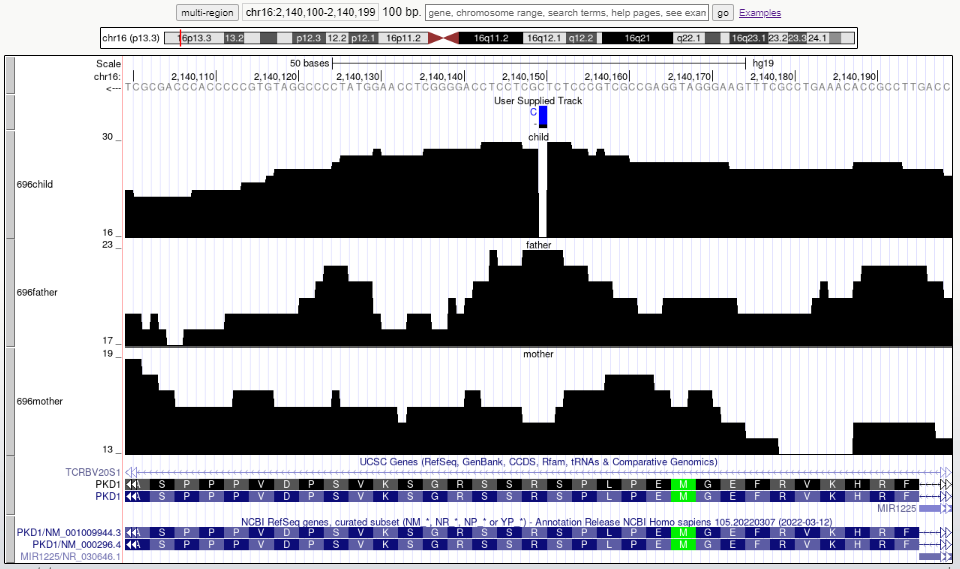 multi-region chr16:2,140,100-2,140,199 100 bp. gene, chromosome range, search terms, help pages, see exan go Examples
chr16 (p13.3) 16p13.3 13.2 p12.3 12.2 p12.1 16p11.2 16q11.2 16q12.1 q12.2 16q21 q22.1 16q23.1 23.2 23.3 24.1
Scale 50 bases hg19
chr16: 2,140,110 2,140,120 2,140,130 2,140,140 2,140,150 2,140,160 2,140,170 2,140,180 2,140,190
<--- TCGCGACCCACCCCCGTGTAGGCCCCTATGGAACCTCGGGGACCTCCTCGCTCTCCCGTCGCCGAGGTAGGGAAGTTTCGCCTGAAACACCGCCTTGACC
User Supplied Track
C
-
child
30 _
696child
16 _
father
23 _
696father
17 _
mother
19 _
696mother
13 _
UCSC Genes (RefSeq, GenBank, CCDS, Rfam, tRNAs & Comparative Genomics)
TCRBV20S1
PKD1 A S P P P V D P S V K S G R S S R S P L P E M G E F R V K H R F
PKD1 A S P P P V D P S V K S G R S S R S P L P E M G E F R V K H R F
MIR1225
NCBI RefSeq genes, curated subset (NM_*, NR_*, NP_* or YP_*) - Annotation Release NCBI Homo sapiens 105.20220307 (2022-03-12)
PKD1/NM_001009944.3 A S P P P V D P S V K S G R S S R S P L P E M G E F R V K H R F
PKD1/NM_000296.4 A S P P P V D P S V K S G R S S R S P L P E M G E F R V K H R F
MIR1225/NR_030646.1